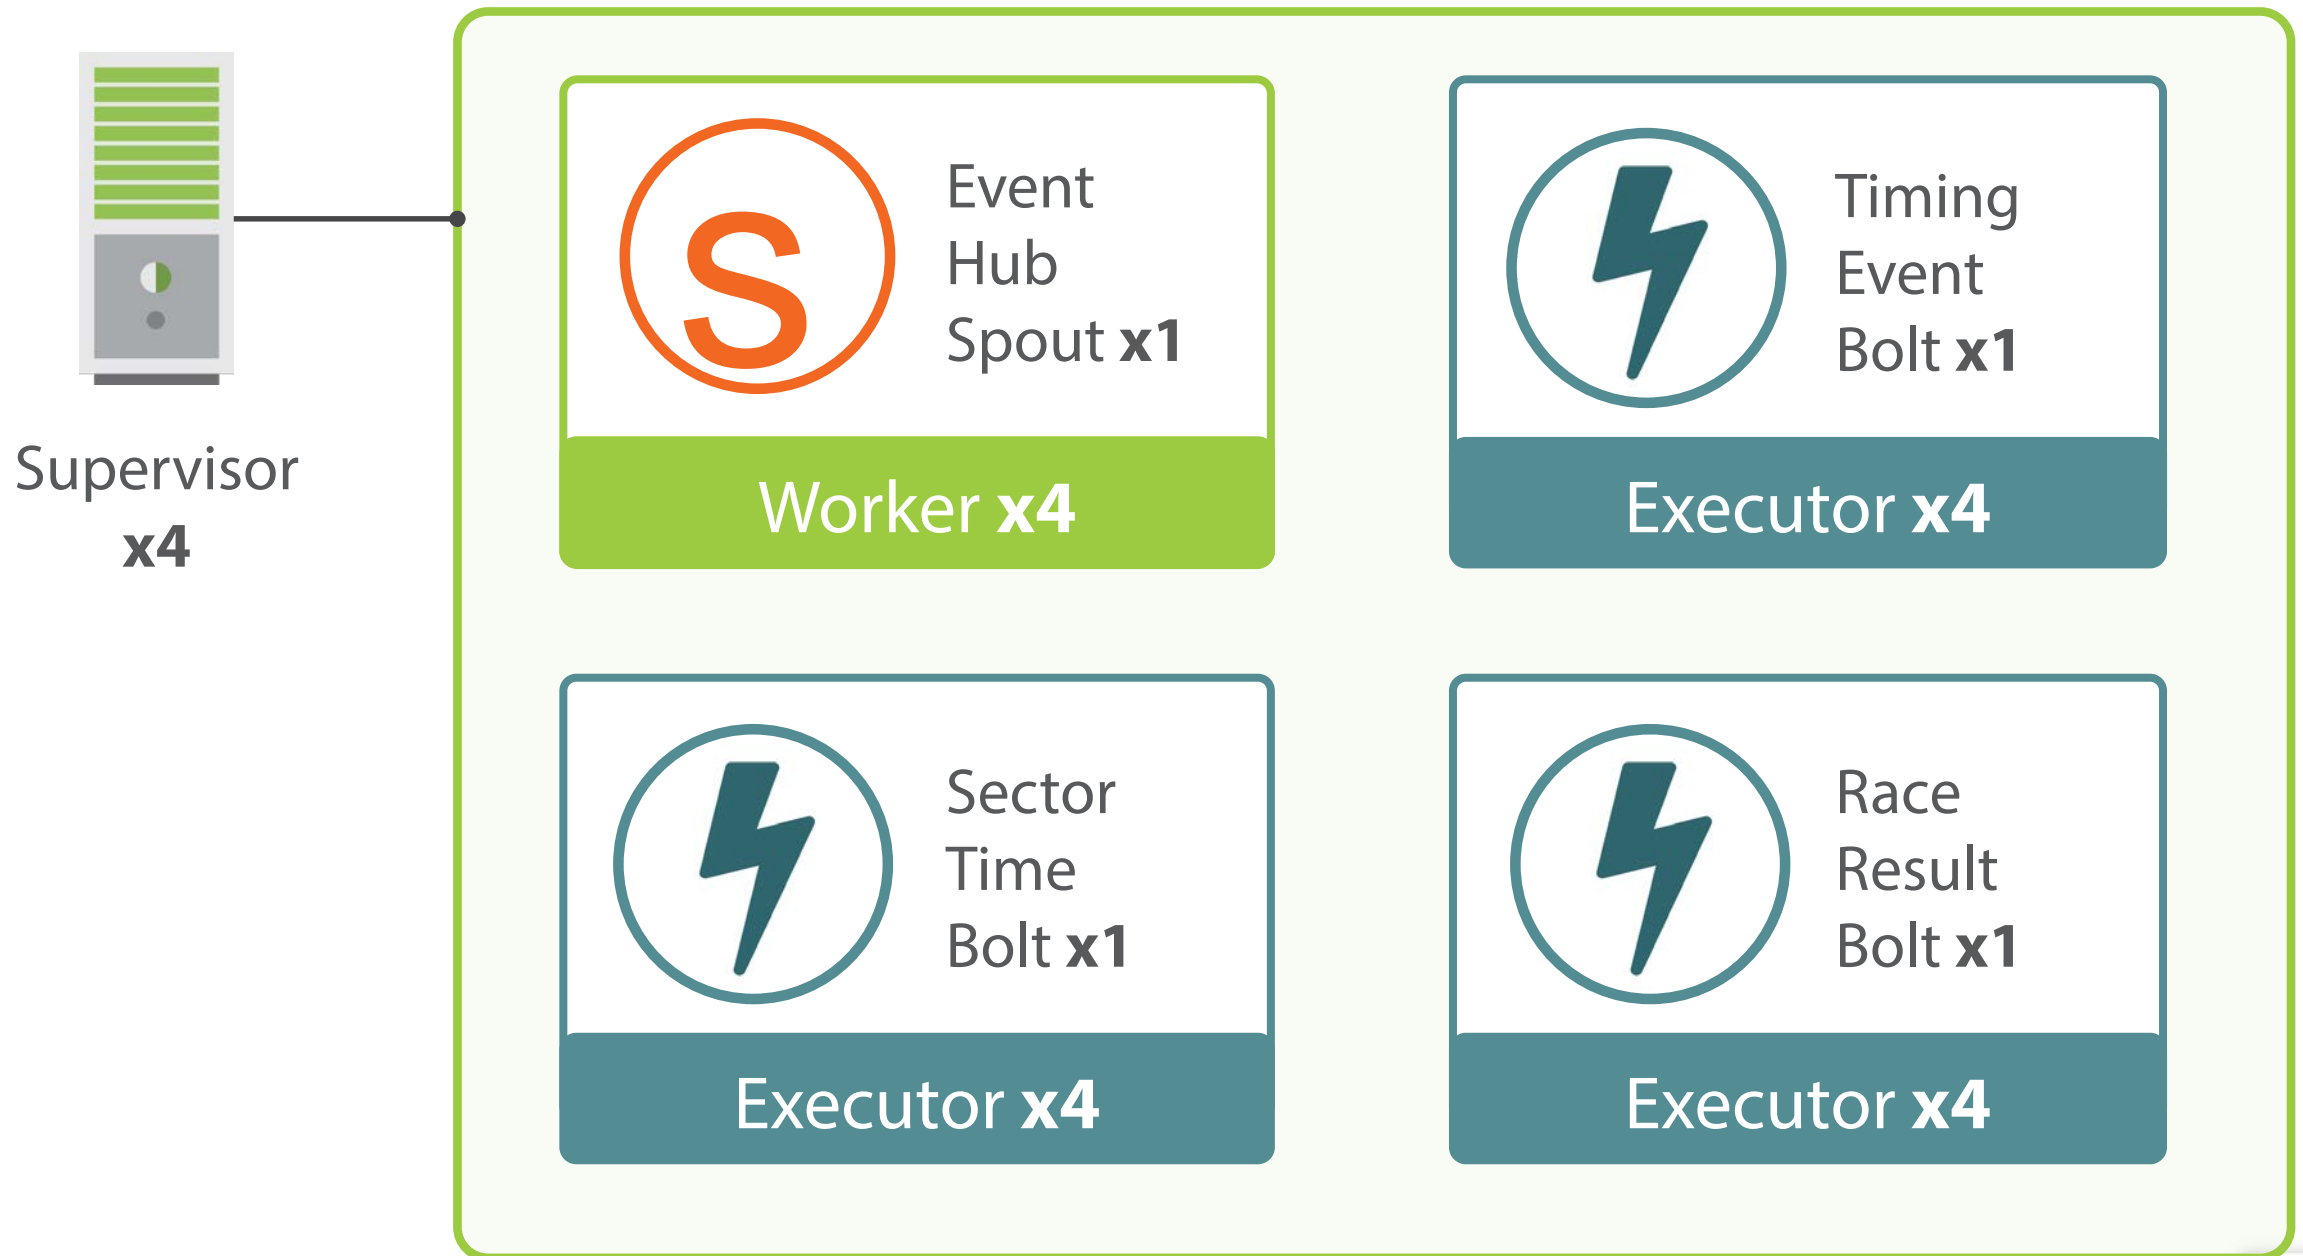 Supervisor
x4
S
Event
Hub
Spout x1
Worker x4
Timing
Event
Bolt x1
Executor x4
Sector
Time
Bolt x1
Executor x4
Race
Result
Bolt x1
Executor x4